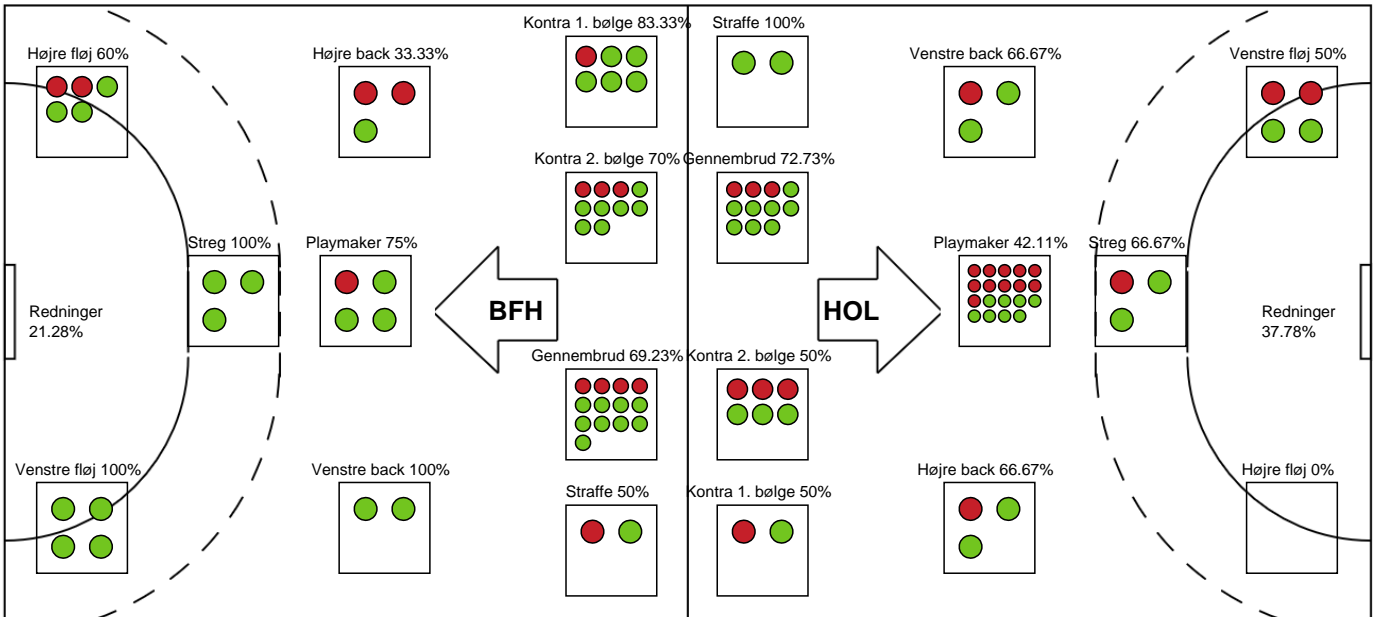 Kontra 1. bølge 83.33%
Straffe 100%
Højre fløj 60%
Højre back 33.33%
Venstre back 66.67%
Venstre fløj 50%
Kontra 2. bølge 70%
Gennembrud 72.73%
Streg 100%
Playmaker 75%
Playmaker 42.11%
Streg 66.67%
Redninger
21.28%
BFH
HOL
Redninger
37.78%
Gennembrud 69.23%
Kontra 2. bølge 50%
Venstre fløj 100%
Venstre back 100%
Højre back 66.67%
Højre fløj 0%
Straffe 50%
Kontra 1. bølge 50%